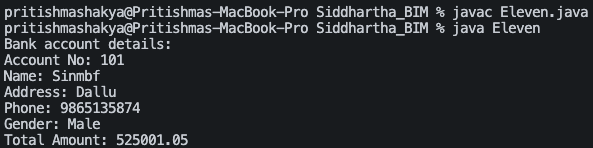 pritishmashakya@Pritishmas-MacBook-Pro Siddhartha_BIM % javac Eleven.java
pritishmashakya@Pritishmas-MacBook-Pro Siddhartha_BIM % java Eleven
Bank account details:
Account No: 101
Name: Sinmbf
Address: Dallu
Phone: 9865135874
Gender: Male
Total Amount: 525001.05